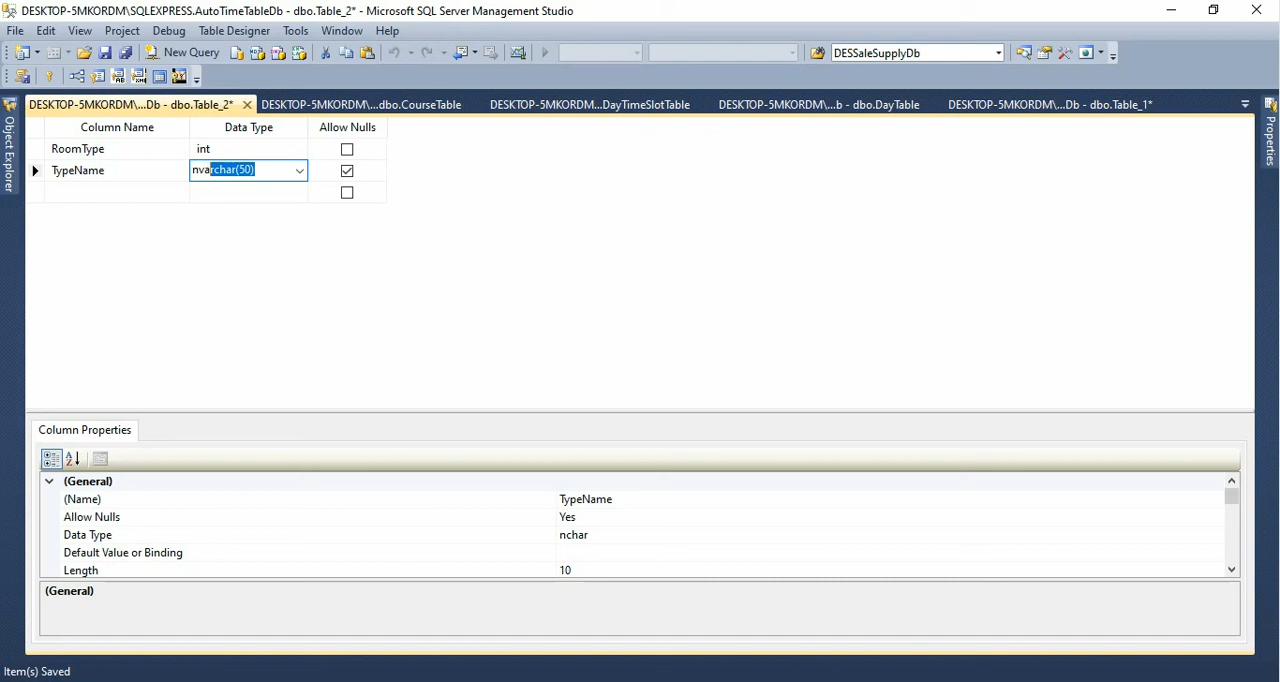 DESKTOP-5MKORDM\SQLEXPRESS.AutoTimeTableDb - dbo.Table_2* - Microsoft SQL Server Management Studio
File Edit View Project Debug Table Designer Tools Window Help
New Query DESSaleSupplyDb
DESKTOP-5MKORDM\...Db - dbo.Table_2* DESKTOP-5MKORDM\...dbo.CourseTable DESKTOP-5MKORDM...DayTimeSlotTable DESKTOP-5MKORDM\...b - dbo.DayTable DESKTOP-5MKORDM\...Db - dbo.Table_1*
Object Explorer
Properties
Column Name Data Type Allow Nulls
RoomType int
TypeName nvarchar(50)
Column Properties
(General)
(Name) TypeName
Allow Nulls Yes
Data Type nchar
Default Value or Binding
Length 10
(General)
Item(s) Saved